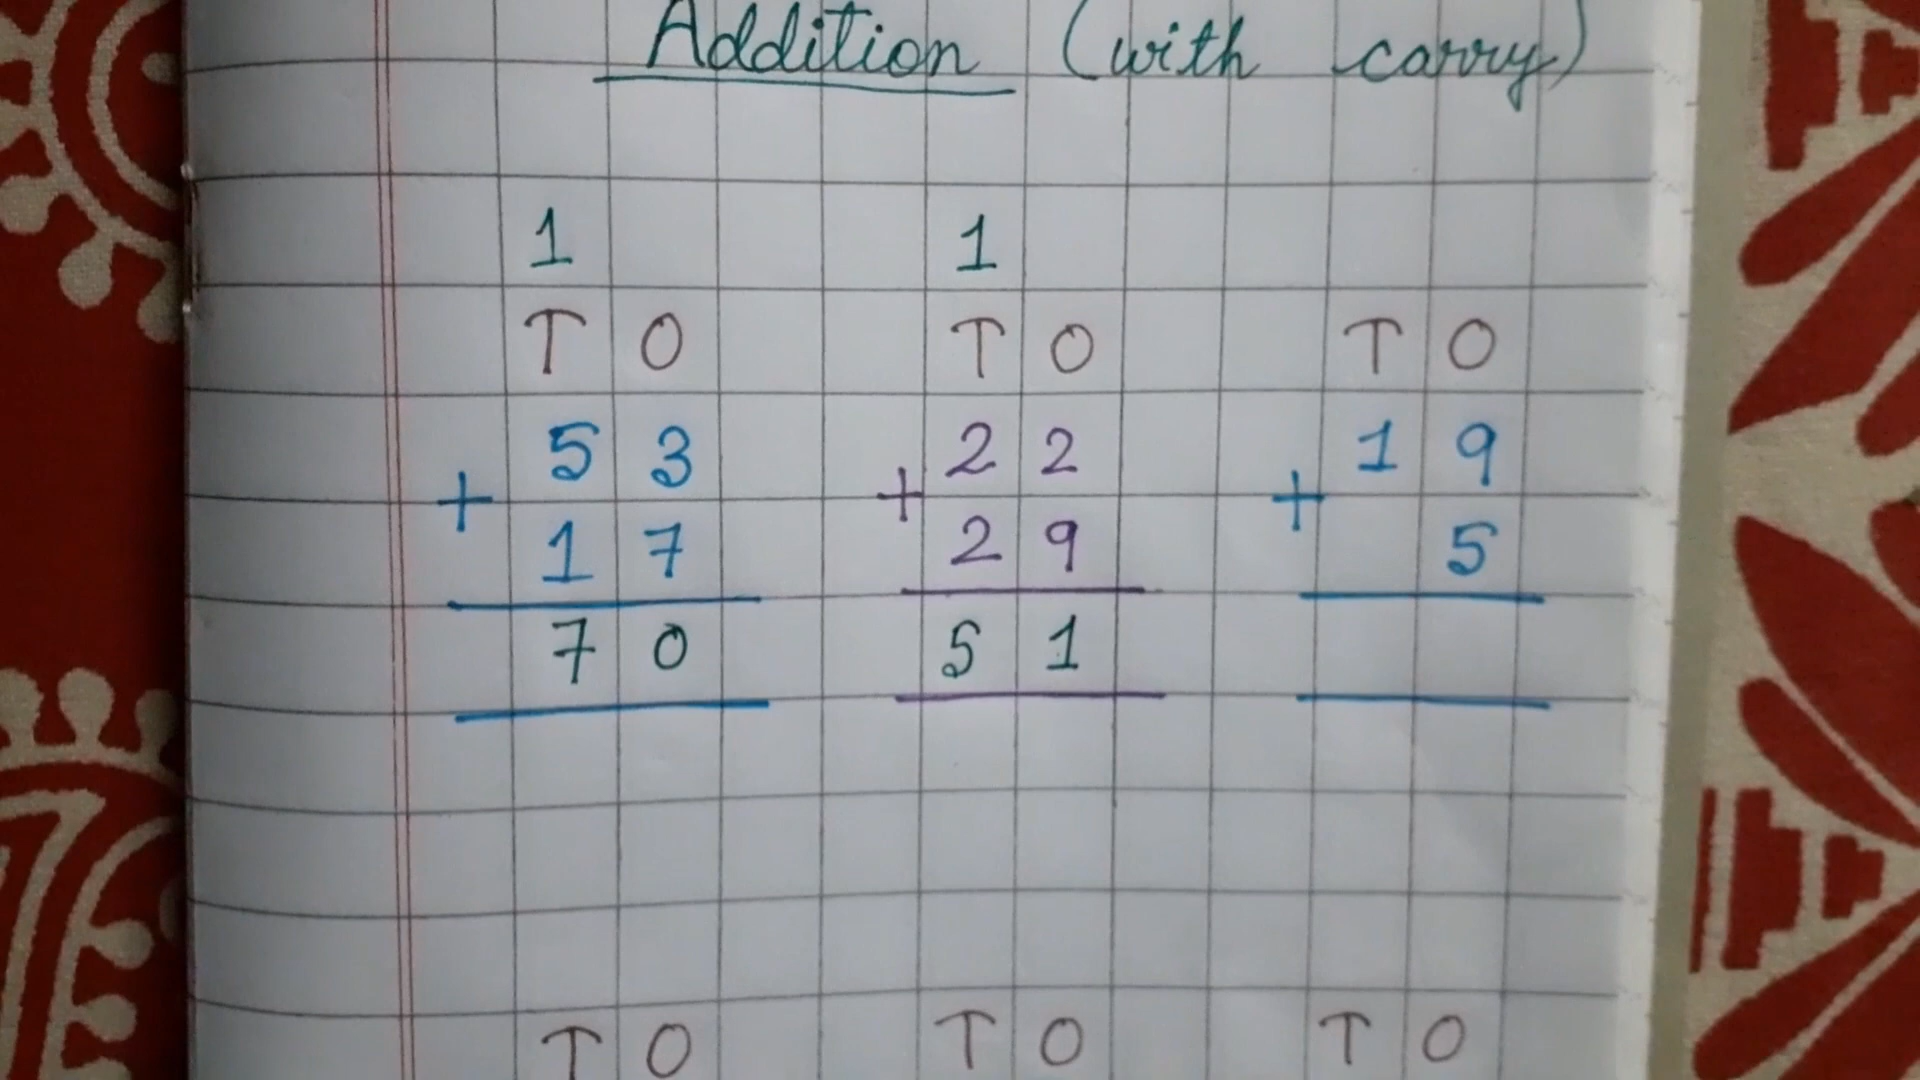 Addition (with carry)
1 1
T O T O T O
5 3 2 2 1 9
+ 1 7 + 2 9 + 5
7 0 5 1
T O T O T O